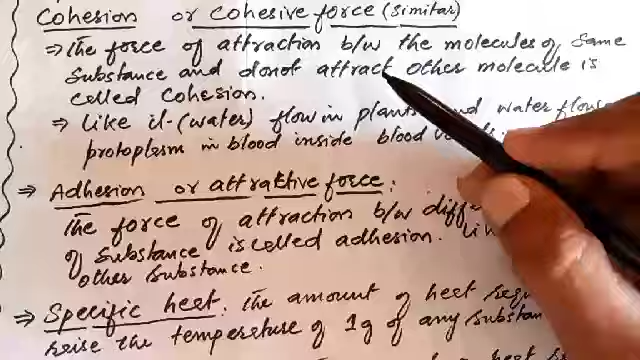 Cohesion or Cohesive force (similar)
⇒ The force of attraction b/w the molecules of same
substance and donot attract other molecule is
called Cohesion.
⇒ Like it (water) flow in plants and water flows
protoplasm in blood inside blood
⇒ Adhesion or attraktive force:
The force of attraction b/w
of substance is called adhesion.
other substance.
⇒ Specific heat: The amount of heat
raise the temperature of 1g of any